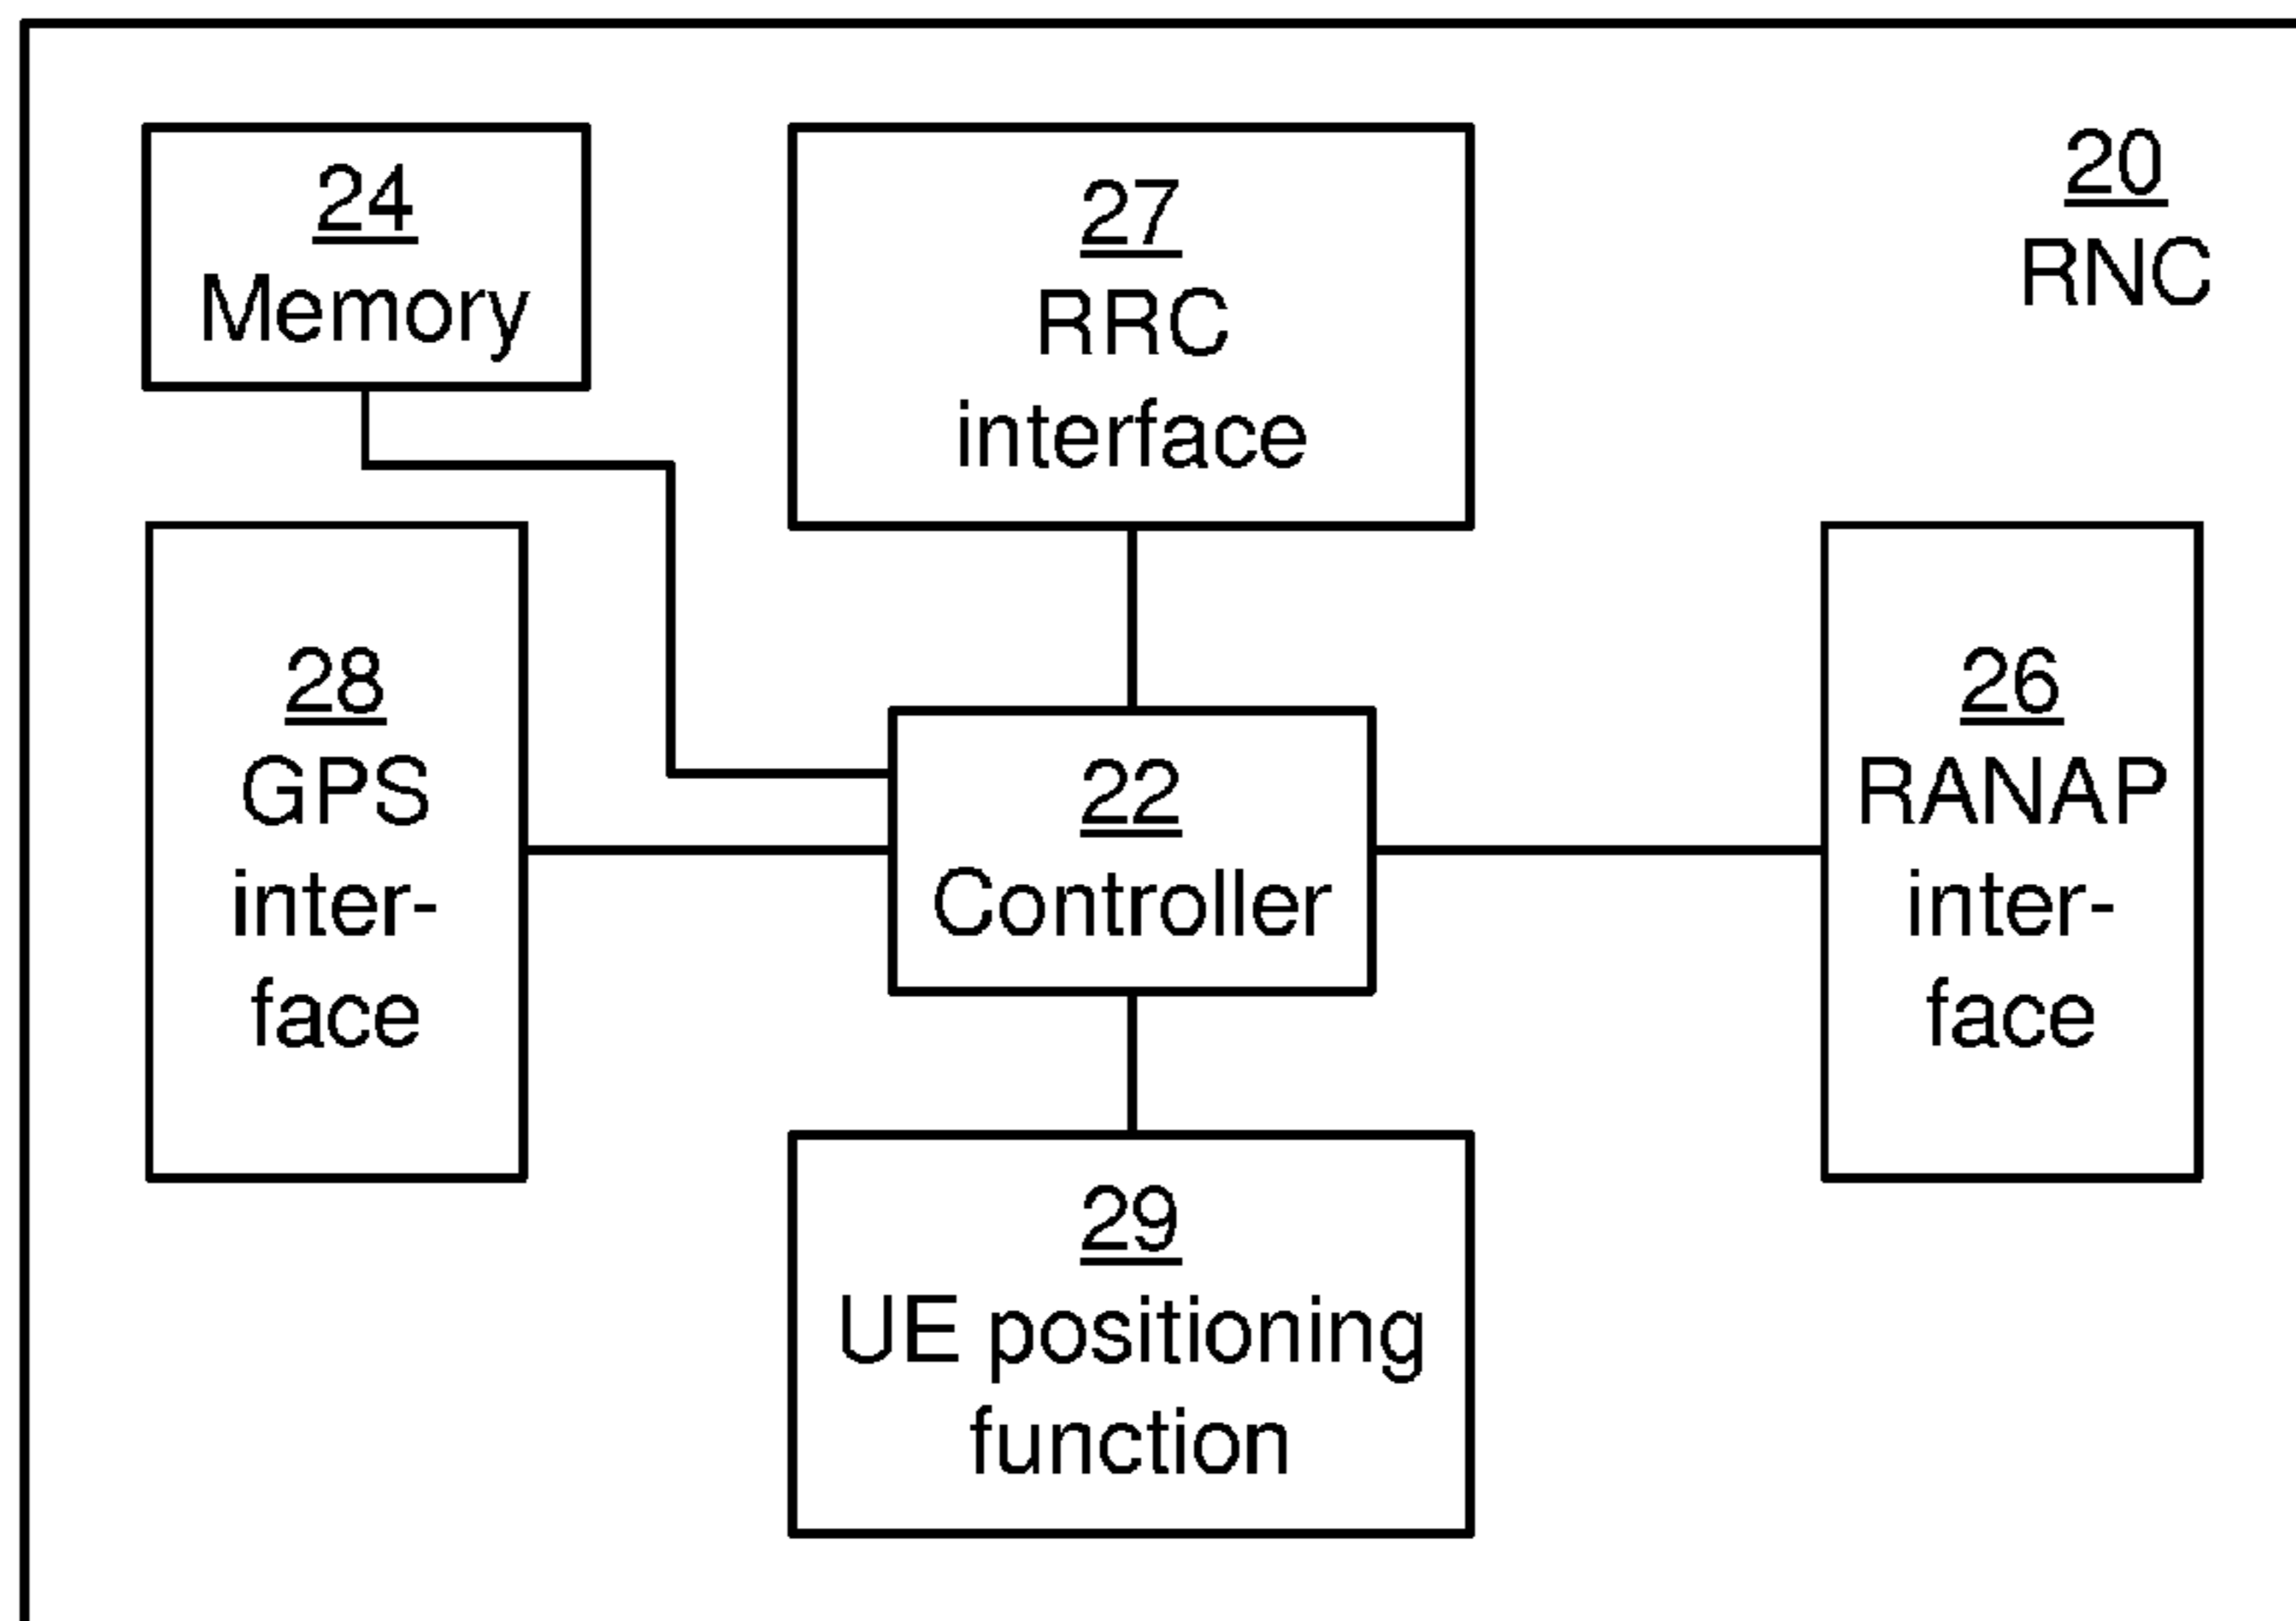 24
Memory
27
RRC
interface
20
RNC
28
GPS
inter-
face
22
Controller
26
RANAP
inter-
face
29
UE positioning
function